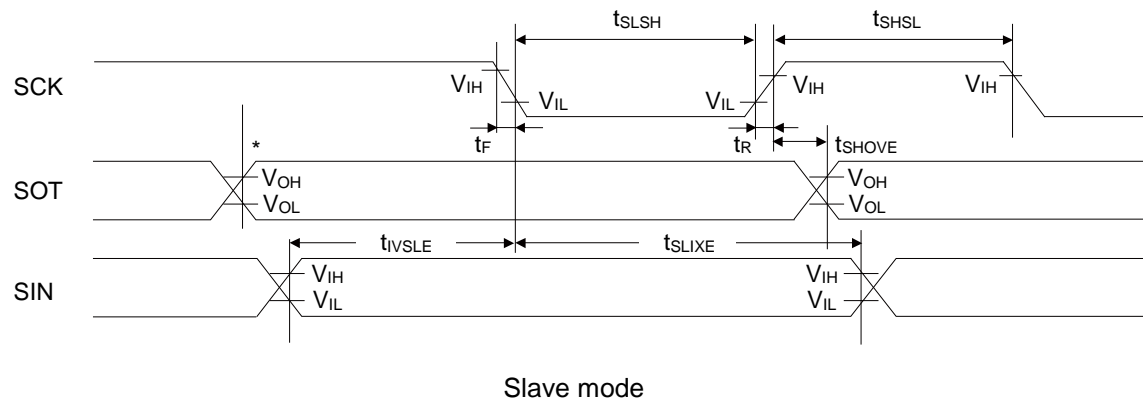 tSLSH tSHSL
SCK VIH VIL VIL VIH VIH
tF tR tSHOVE
*
SOT VOH VOL VOH VOL
tIVSLE tSLIXE
SIN VIH VIL VIH VIL
Slave mode